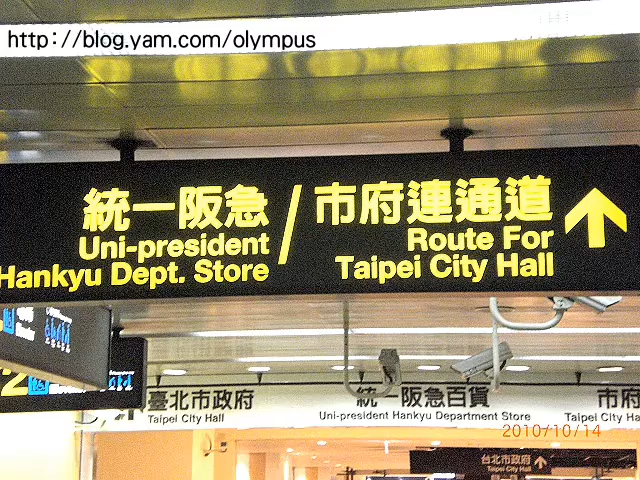 http://blog.yam.com/olympus
統一阪急 / 市府連通道
Uni-president Route For
Hankyu Dept. Store Taipei City Hall
2
臺北市政府 統一阪急百貨 市府
Taipei City Hall Uni-president Hankyu Department Store Taipei City H
2010/10/14
台北市政府
Taipei City Hall